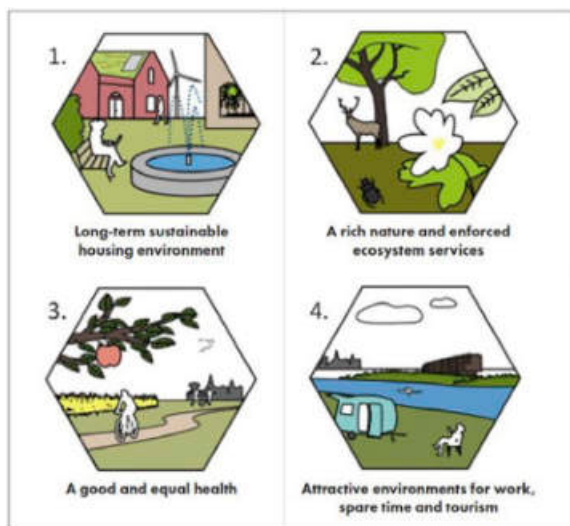 1.
Long-term sustainable
housing environment
2.
A rich nature and enforced
ecosystem services
3.
A good and equal health
4.
Attractive environments for work,
spare time and tourism